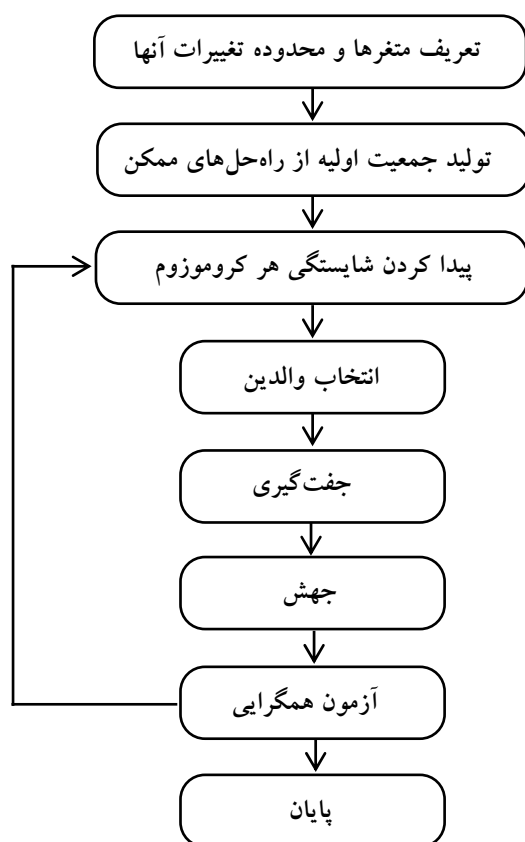 تعریف متغرها و محدوده تغییرات آنها
تولید جمعیت اولیه از راه‌حل‌های ممکن
پیدا کردن شایستگی هر کروموزوم
انتخاب والدین
جفت‌گیری
جهش
آزمون همگرایی
پایان